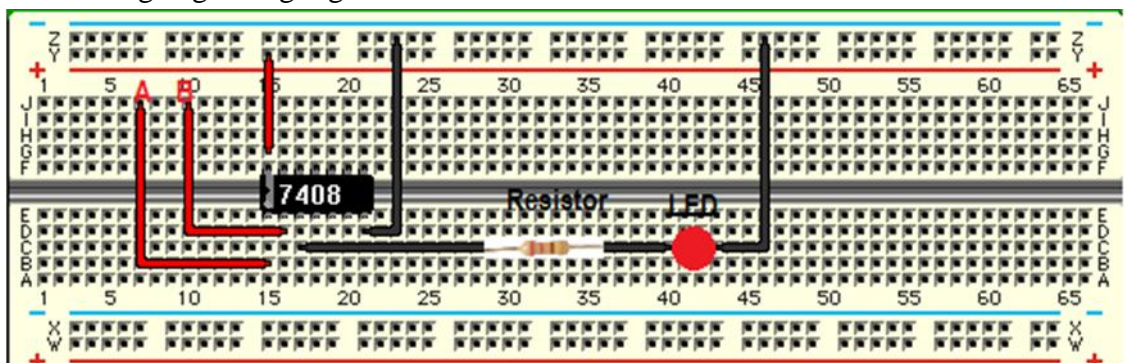 − −
Z Z
Y Y
+ +
1 5 10 15 20 25 30 35 40 45 50 55 60 65
A B
J J
I I
H H
G G
F F
7408
Resistor LED
E E
D D
C C
B B
A A
1 5 10 15 20 25 30 35 40 45 50 55 60 65
− −
X X
W W
+ +